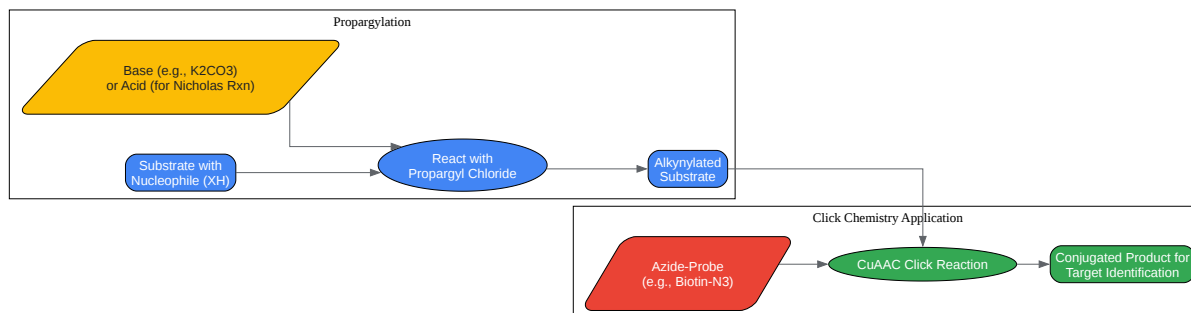 Propargylation
Base (e.g., K2CO3)
or Acid (for Nicholas Rxn)
Substrate with
Nucleophile (XH)
React with
Propargyl Chloride
Alkynylated
Substrate
Click Chemistry Application
Azide-Probe
(e.g., Biotin-N3)
CuAAC Click Reaction
Conjugated Product for
Target Identification